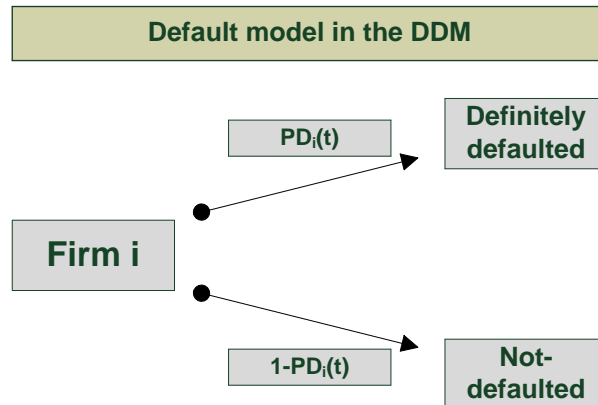 Default model in the DDM
Definitely
defaulted
PDᵢ(t)
Firm i
1-PDᵢ(t)
Not-
defaulted